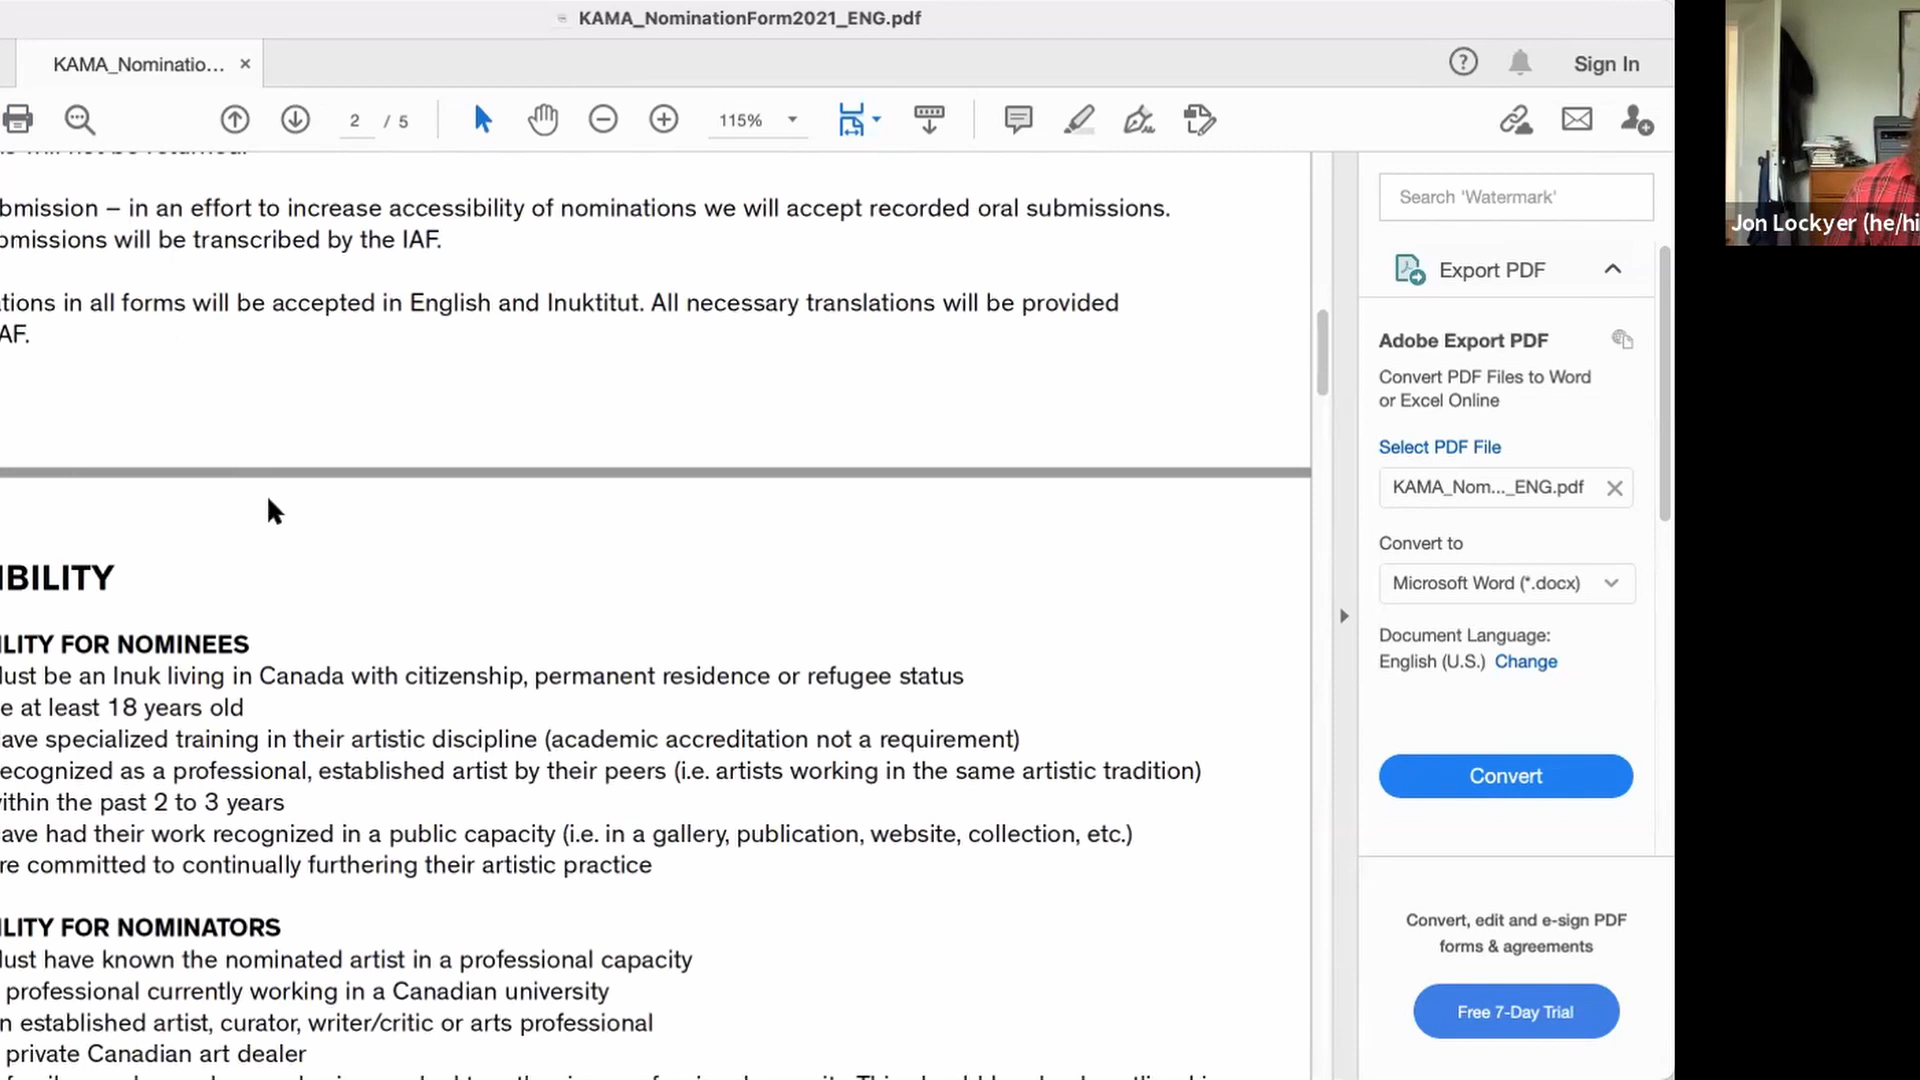 KAMA_NominationForm2021_ENG.pdf
KAMA_Nominatio...
Sign In
2 / 5
115%
will not be returned.
bmission – in an effort to increase accessibility of nominations we will accept recorded oral submissions.
bmissions will be transcribed by the IAF.
ations in all forms will be accepted in English and Inuktitut. All necessary translations will be provided
AF.
IBILITY
ILITY FOR NOMINEES
ust be an Inuk living in Canada with citizenship, permanent residence or refugee status
e at least 18 years old
ave specialized training in their artistic discipline (academic accreditation not a requirement)
ecognized as a professional, established artist by their peers (i.e. artists working in the same artistic tradition)
ithin the past 2 to 3 years
ave had their work recognized in a public capacity (i.e. in a gallery, publication, website, collection, etc.)
re committed to continually furthering their artistic practice
ILITY FOR NOMINATORS
ust have known the nominated artist in a professional capacity
professional currently working in a Canadian university
n established artist, curator, writer/critic or arts professional
private Canadian art dealer
Search 'Watermark'
Export PDF
Adobe Export PDF
Convert PDF Files to Word
or Excel Online
Select PDF File
KAMA_Nom..._ENG.pdf
Convert to
Microsoft Word (*.docx)
Document Language:
English (U.S.) Change
Convert
Convert, edit and e-sign PDF
forms & agreements
Free 7-Day Trial
Jon Lockyer (he/hi